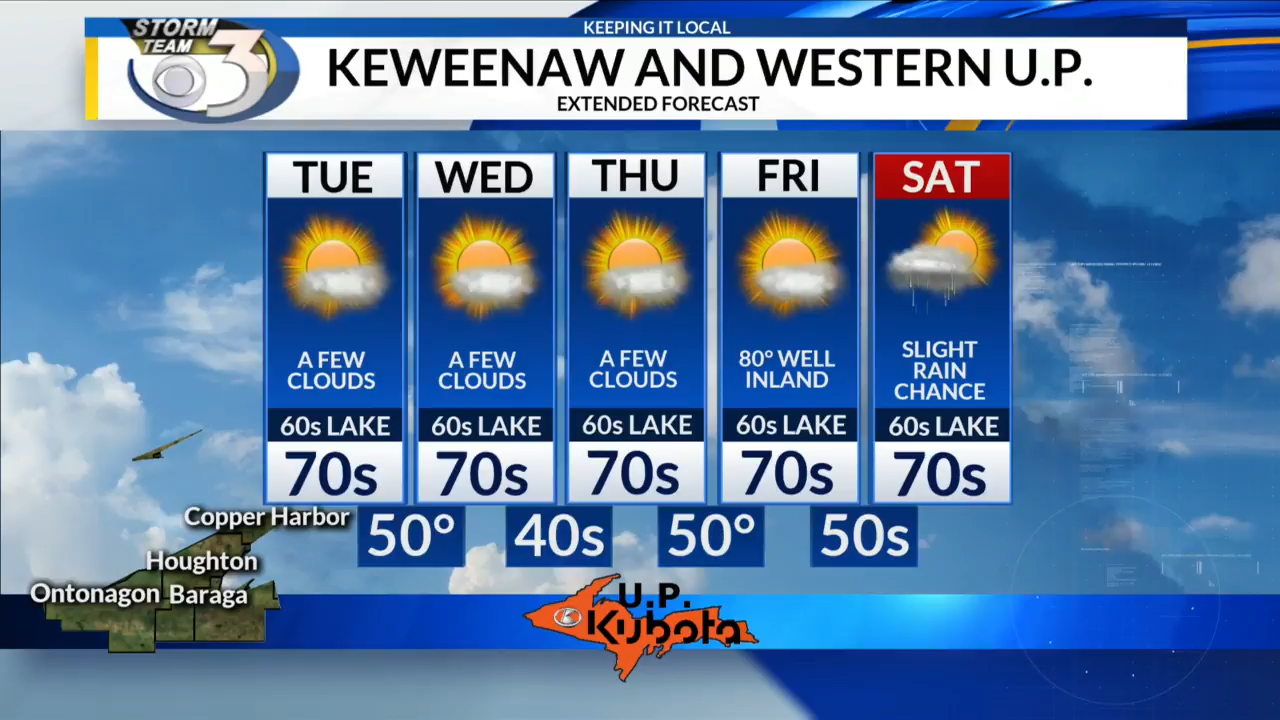 STORM
TEAM
3
KEEPING IT LOCAL
KEWEENAW AND WESTERN U.P.
EXTENDED FORECAST
TUE
A FEW
CLOUDS
60s LAKE
70s
WED
A FEW
CLOUDS
60s LAKE
70s
THU
A FEW
CLOUDS
60s LAKE
70s
FRI
80° WELL
INLAND
60s LAKE
70s
SAT
SLIGHT
RAIN
CHANCE
60s LAKE
70s
50°
40s
50°
50s
Copper Harbor
Houghton
Ontonagon
Baraga
U.P.
Kubota